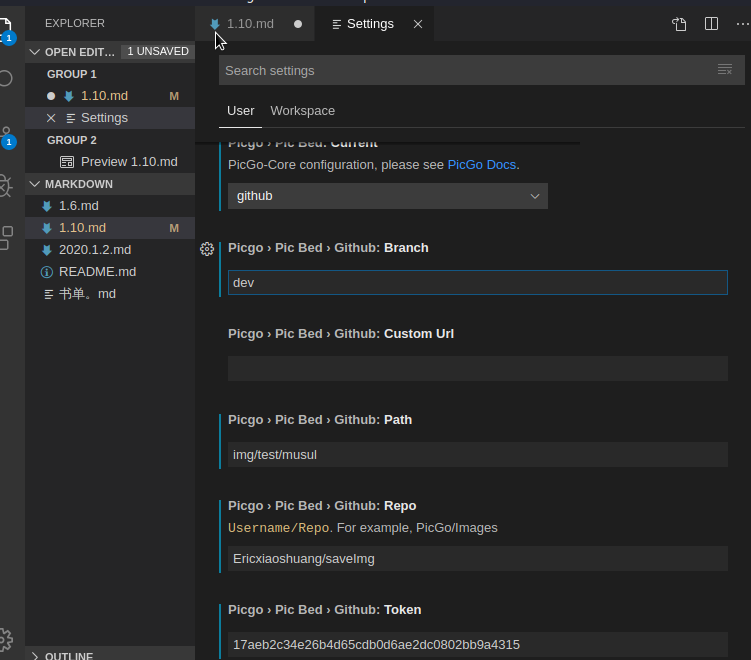 EXPLORER
1.10.md
Settings
OPEN EDIT... 1 UNSAVED
GROUP 1
1.10.md M
Settings
GROUP 2
Preview 1.10.md
MARKDOWN
1.6.md
1.10.md M
2020.1.2.md
README.md
书单。md
OUTLINE
1
1
Search settings
User Workspace
Picgo › Pic Bed › Current
PicGo-Core configuration, please see PicGo Docs.
github
Picgo › Pic Bed › Github: Branch
dev
Picgo › Pic Bed › Github: Custom Url
Picgo › Pic Bed › Github: Path
img/test/musul
Picgo › Pic Bed › Github: Repo
Username/Repo. For example, PicGo/Images
Ericxiaoshuang/saveImg
Picgo › Pic Bed › Github: Token
17aeb2c34e26b4d65cdb0d6ae2dc0802bb9a4315